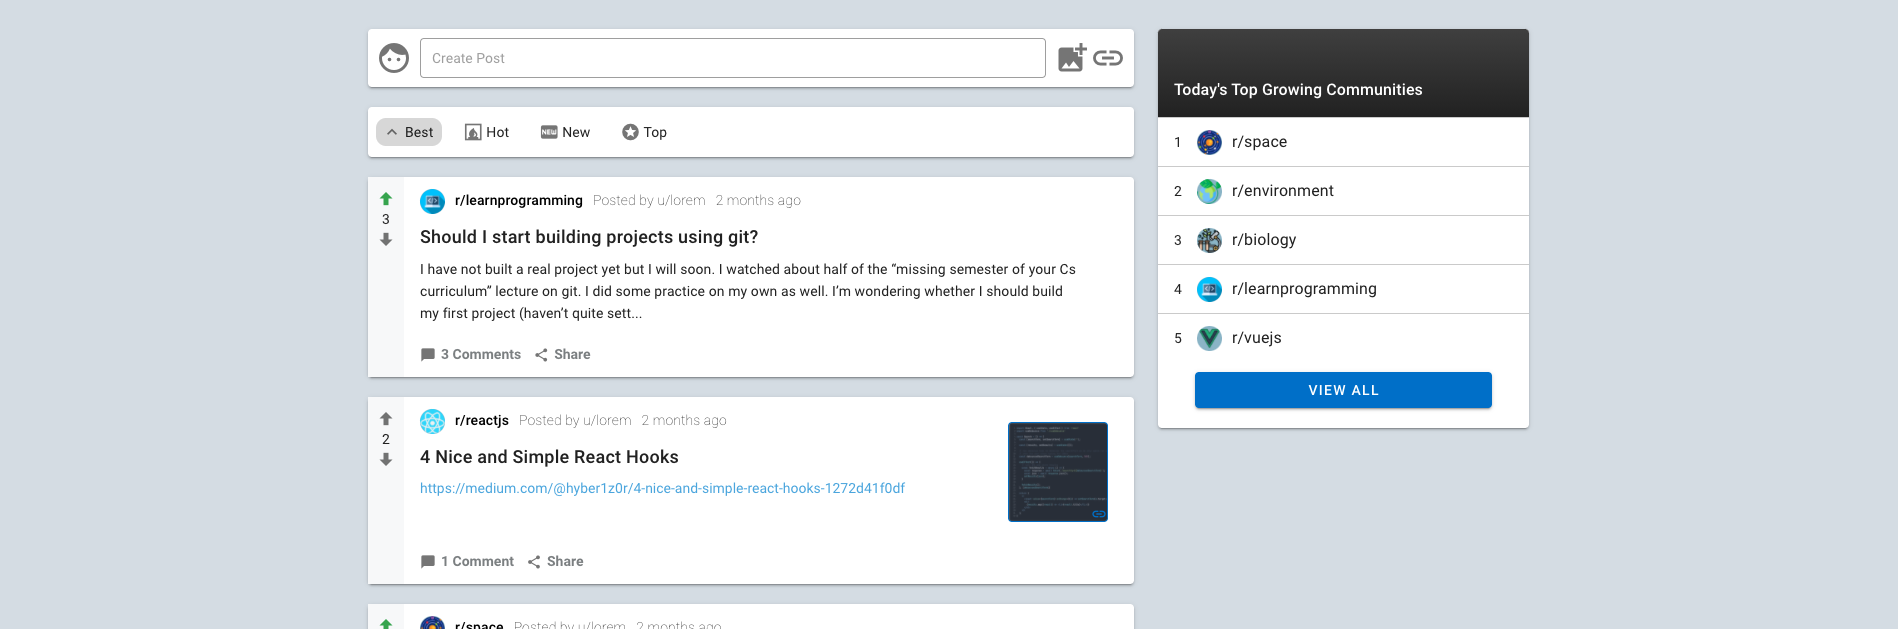 Create Post
Best Hot NEW New Top
r/learnprogramming Posted by u/lorem 2 months ago
3
Should I start building projects using git?
I have not built a real project yet but I will soon. I watched about half of the “missing semester of your Cs
curriculum” lecture on git. I did some practice on my own as well. I’m wondering whether I should build
my first project (haven’t quite sett...
3 Comments Share
r/reactjs Posted by u/lorem 2 months ago
2
4 Nice and Simple React Hooks
https://medium.com/@hyber1z0r/4-nice-and-simple-react-hooks-1272d41f0df
1 Comment Share
r/space Posted by u/lorem 2 months ago
Today's Top Growing Communities
1 r/space
2 r/environment
3 r/biology
4 r/learnprogramming
5 r/vuejs
VIEW ALL